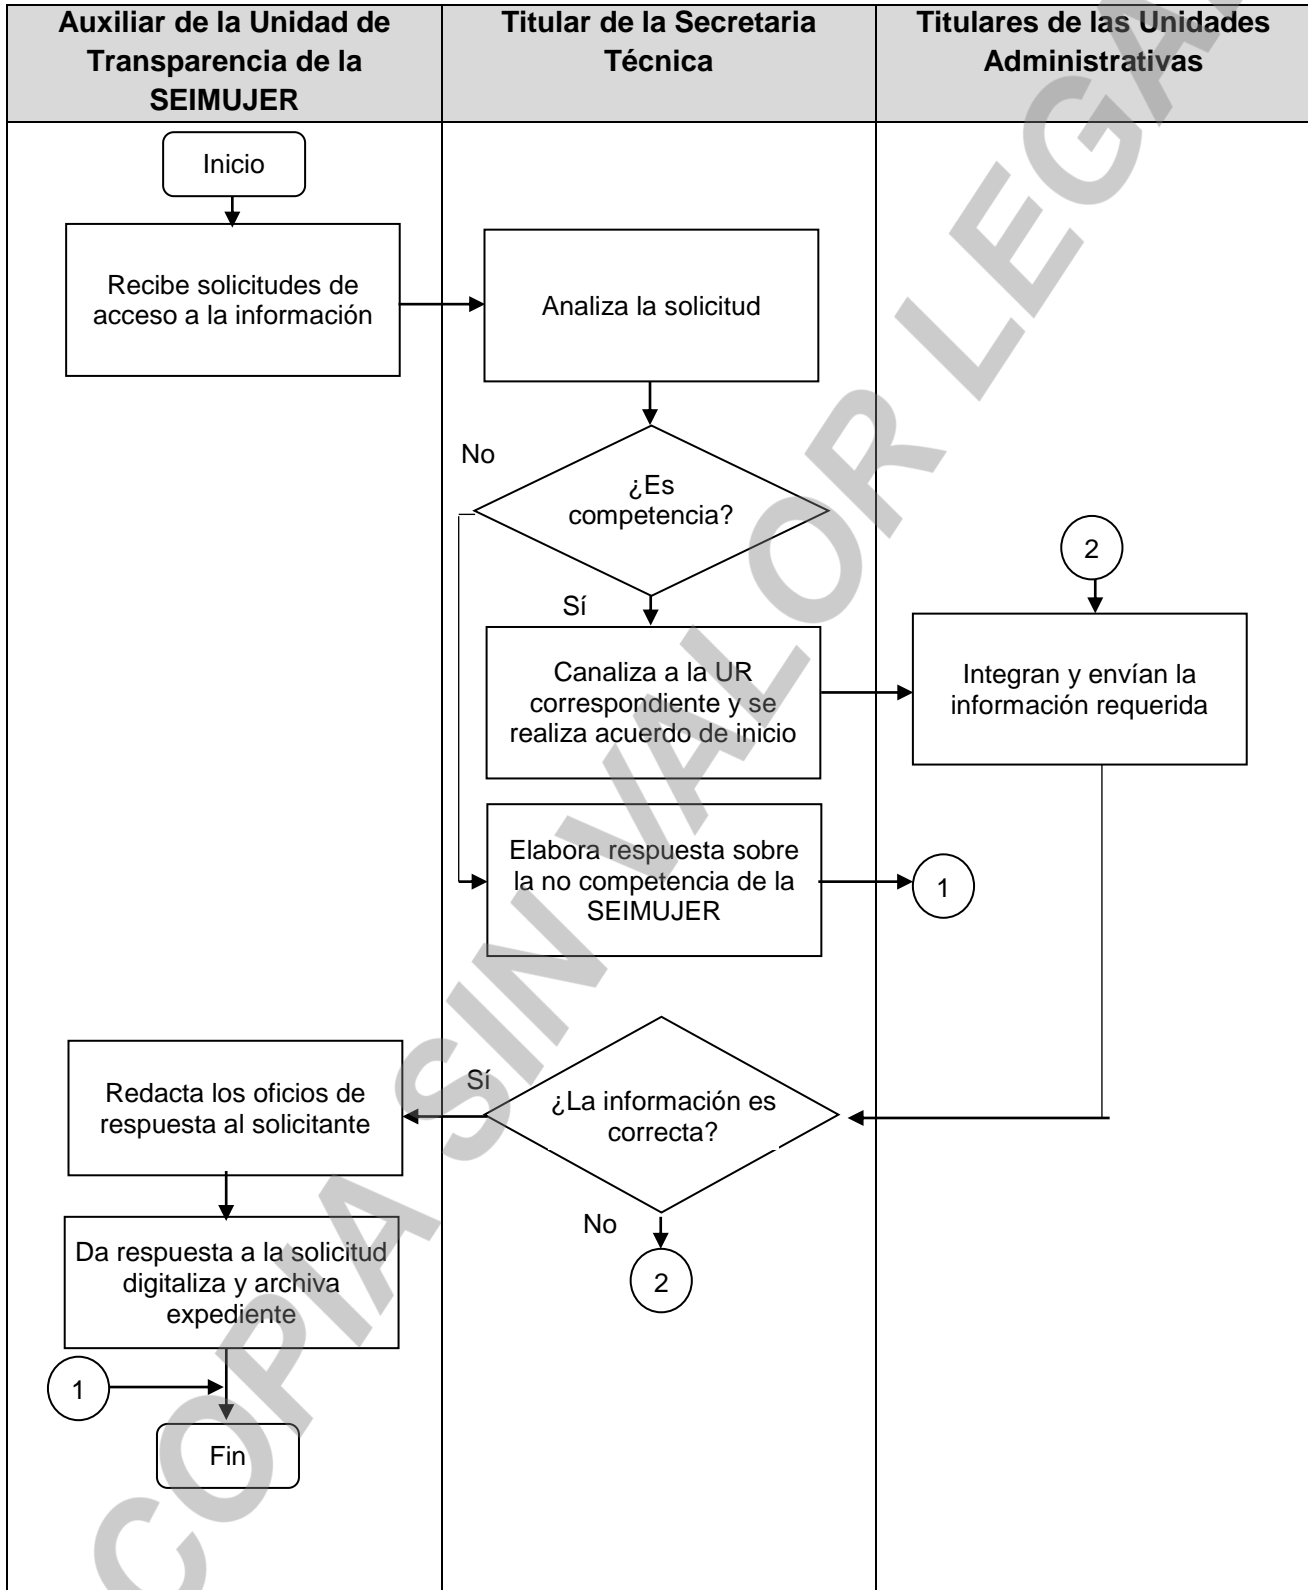 Auxiliar de la Unidad de
Transparencia de la
SEIMUJER
Titular de la Secretaria
Técnica
Titulares de las Unidades
Administrativas
Inicio
Recibe solicitudes de
acceso a la información
Analiza la solicitud
No
¿Es
competencia?
Sí
2
Canaliza a la UR
correspondiente y se
realiza acuerdo de inicio
Integran y envían la
información requerida
Elabora respuesta sobre
la no competencia de la
SEIMUJER
1
Redacta los oficios de
respuesta al solicitante
Sí
¿La información es
correcta?
No
2
Da respuesta a la solicitud
digitaliza y archiva
expediente
1
Fin
COPIA SIN VALOR LEGAL